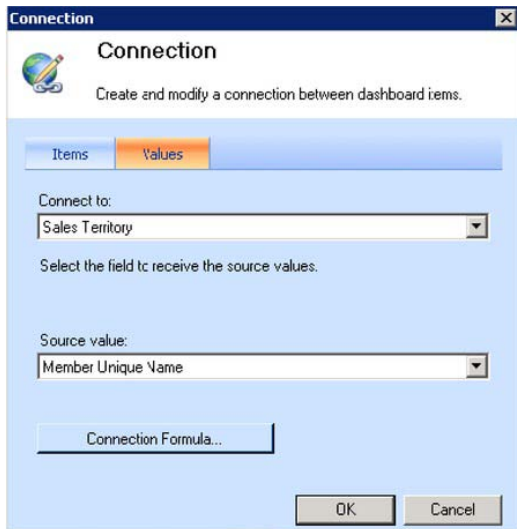 Connection
Connection
Create and modify a connection between dashboard items.
Items Values
Connect to:
Sales Territory
Select the field to receive the source values.
Source value:
Member Unique Name
Connection Formula...
OK Cancel